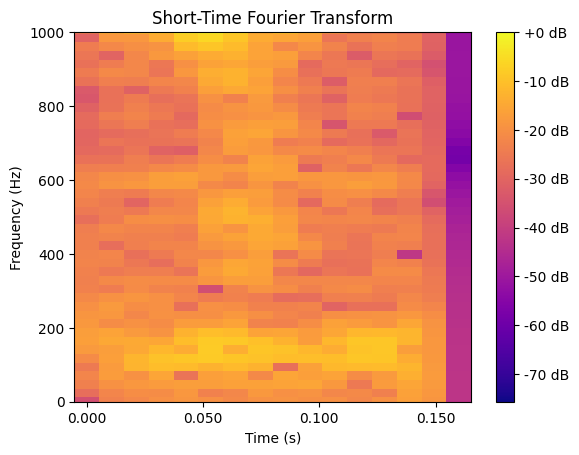 Short-Time Fourier Transform
Frequency (Hz)
1000
800
600
400
200
0
0.000
0.050
0.100
0.150
Time (s)
+0 dB
-10 dB
-20 dB
-30 dB
-40 dB
-50 dB
-60 dB
-70 dB